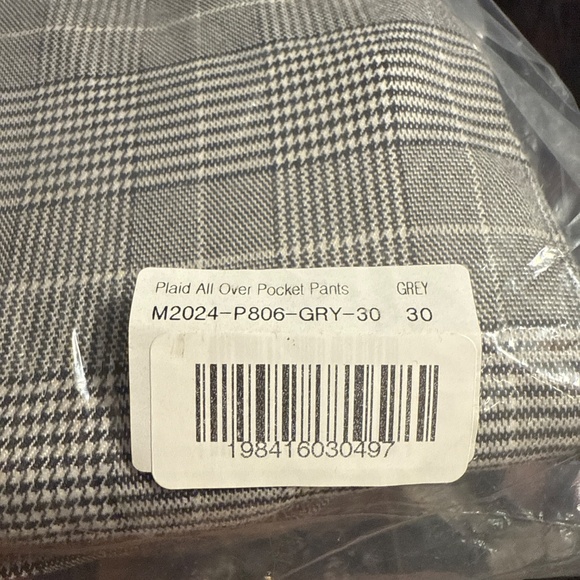 Plaid All Over Pocket Pants GREY
M2024-P806-GRY-30 30
198416030497